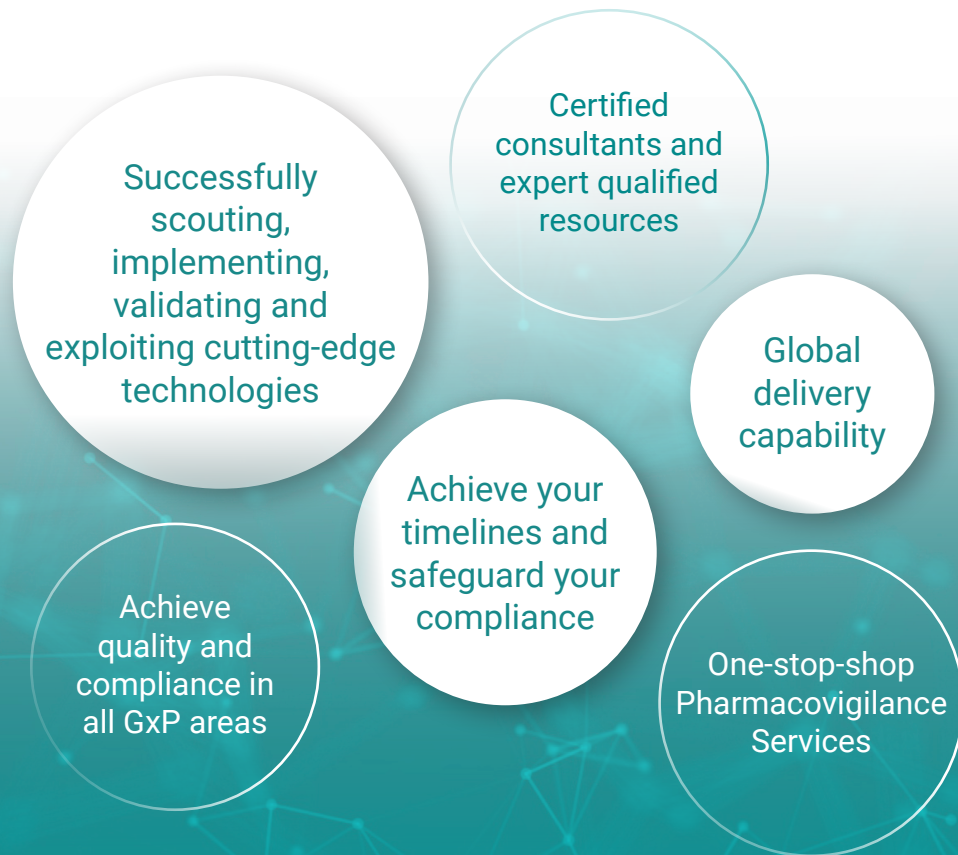 Certified
consultants and
expert qualified
resources
Successfully
scouting,
implementing,
validating and
exploiting cutting-edge
technologies
Global
delivery
capability
Achieve your
timelines and
safeguard your
compliance
Achieve
quality and
compliance in
all GxP areas
One-stop-shop
Pharmacovigilance
Services